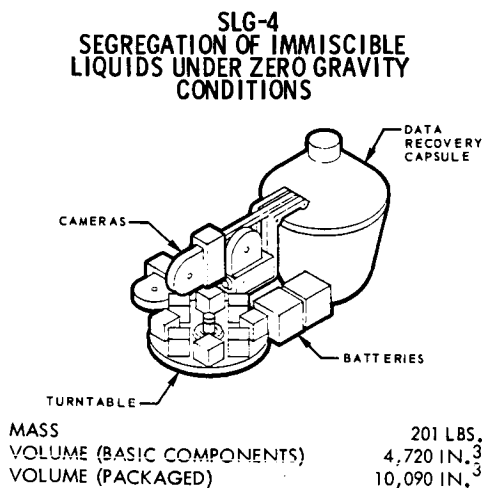 SLG-4
SEGREGATION OF IMMISCIBLE
LIQUIDS UNDER ZERO GRAVITY
CONDITIONS
DATA
RECOVERY
CAPSULE
CAMERAS
BATTERIES
TURNTABLE
MASS 201 LBS.
VOLUME (BASIC COMPONENTS) 4,720 IN.3
VOLUME (PACKAGED) 10,090 IN.3